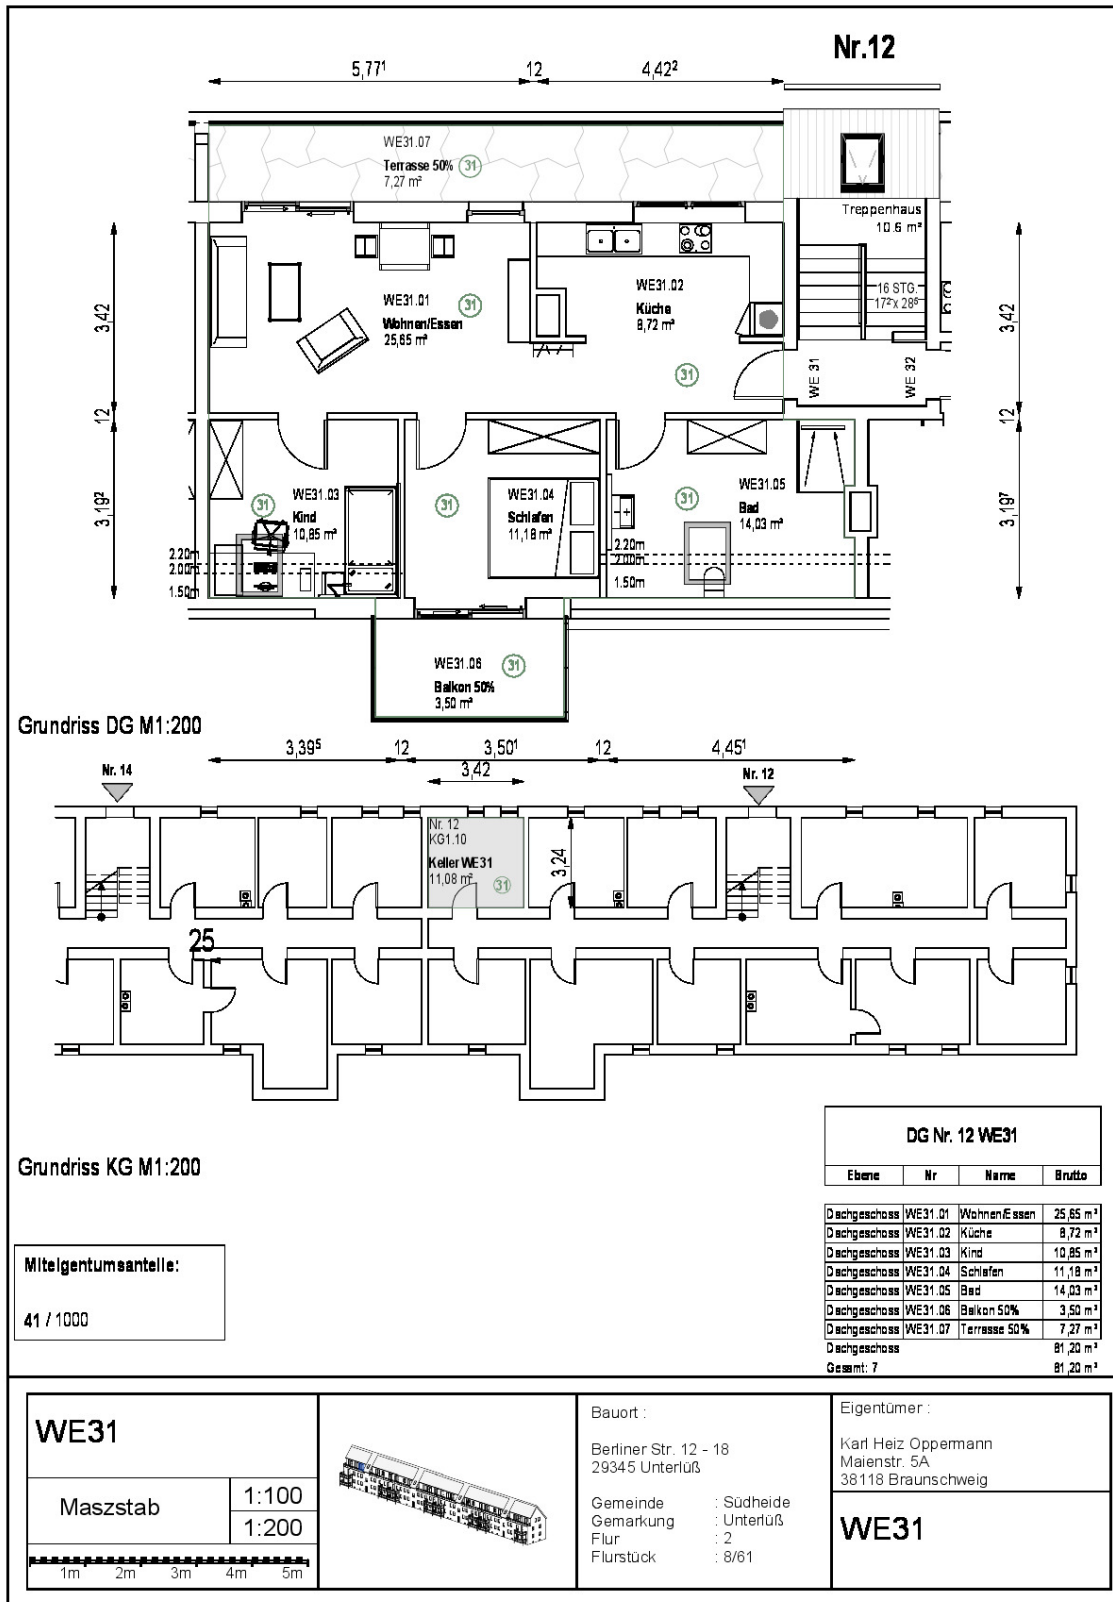 Nr.12
5,77¹ 12 4,42²
WE31.07
Terrasse 50% 31
7,27 m²
Treppenhaus
10.6 m²
16 STG.
17²x 28⁵
3,42
3,42
WE31.01
Wohnen/Essen
25,65 m²
31
WE31.02
Küche
8,72 m²
31
WE 31
WE 32
12
12
3,19²
3,19⁷
WE31.03
Kind
10,85 m²
31
WE31.04
Schlafen
11,18 m²
31
WE31.05
Bad
14,03 m²
31
2.20m
2.00m
1.50m
2.20m
2.00m
1.50m
WE31.06
Balkon 50%
3,50 m²
31
Grundriss DG M1:200
3,39⁵ 12 3,50¹ 12 4,45¹
3,42
Nr. 14
Nr. 12
Nr. 12
KG1.10
Keller WE31
11,08 m²
31
3,24
25
Grundriss KG M1:200
DG Nr. 12 WE31
Ebene Nr Name Brutto
Dachgeschoss WE31.01 Wohnen/Essen 25,65 m²
Dachgeschoss WE31.02 Küche 8,72 m²
Dachgeschoss WE31.03 Kind 10,85 m²
Dachgeschoss WE31.04 Schlafen 11,18 m²
Dachgeschoss WE31.05 Bad 14,03 m²
Dachgeschoss WE31.06 Balkon 50% 3,50 m²
Dachgeschoss WE31.07 Terrasse 50% 7,27 m²
Dachgeschoss 81,20 m²
Gesamt: 7 81,20 m²
Miteigentumsanteile:
41 / 1000
WE31
Maszstab 1:100
1:200
1m 2m 3m 4m 5m
Bauort :
Berliner Str. 12 - 18
29345 Unterlüß
Gemeinde : Südheide
Gemarkung : Unterlüß
Flur : 2
Flurstück : 8/61
Eigentümer :
Karl Heiz Oppermann
Maienstr. 5A
38118 Braunschweig
WE31